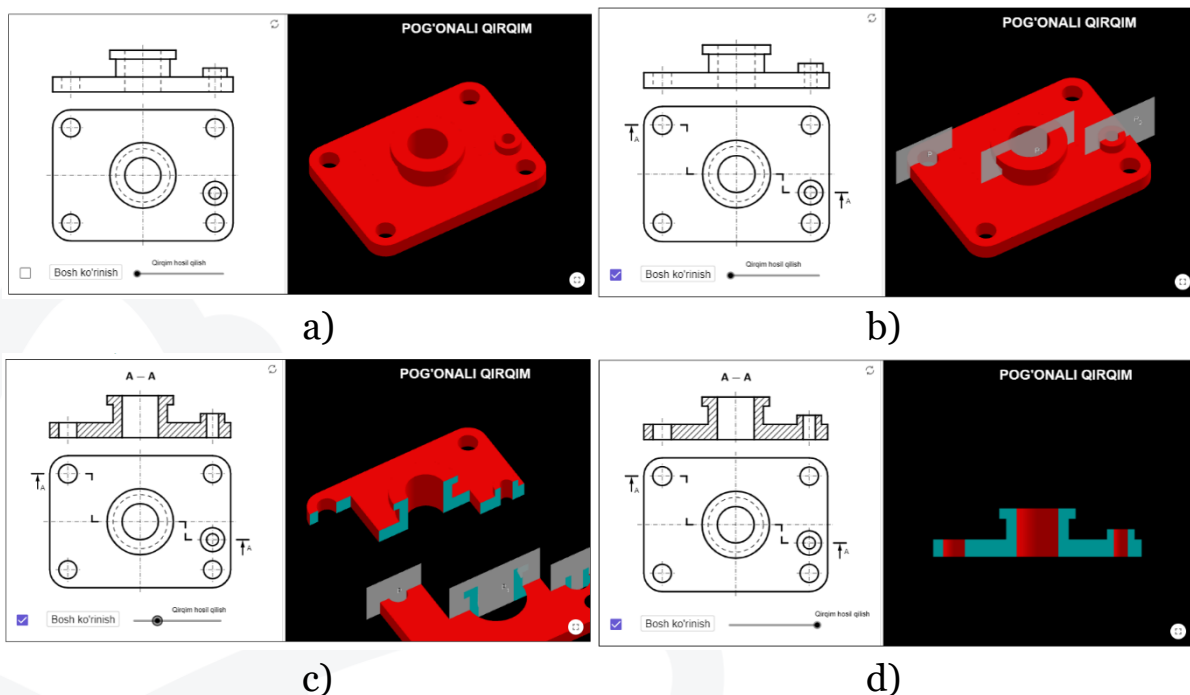 POG'ONALI QIRQIM
Bosh ko'rinish
Qirqim hosil qilish
a)
POG'ONALI QIRQIM
A
A
Bosh ko'rinish
Qirqim hosil qilish
b)
A — A
POG'ONALI QIRQIM
A
A
Bosh ko'rinish
Qirqim hosil qilish
c)
A — A
POG'ONALI QIRQIM
A
A
Bosh ko'rinish
Qirqim hosil qilish
d)